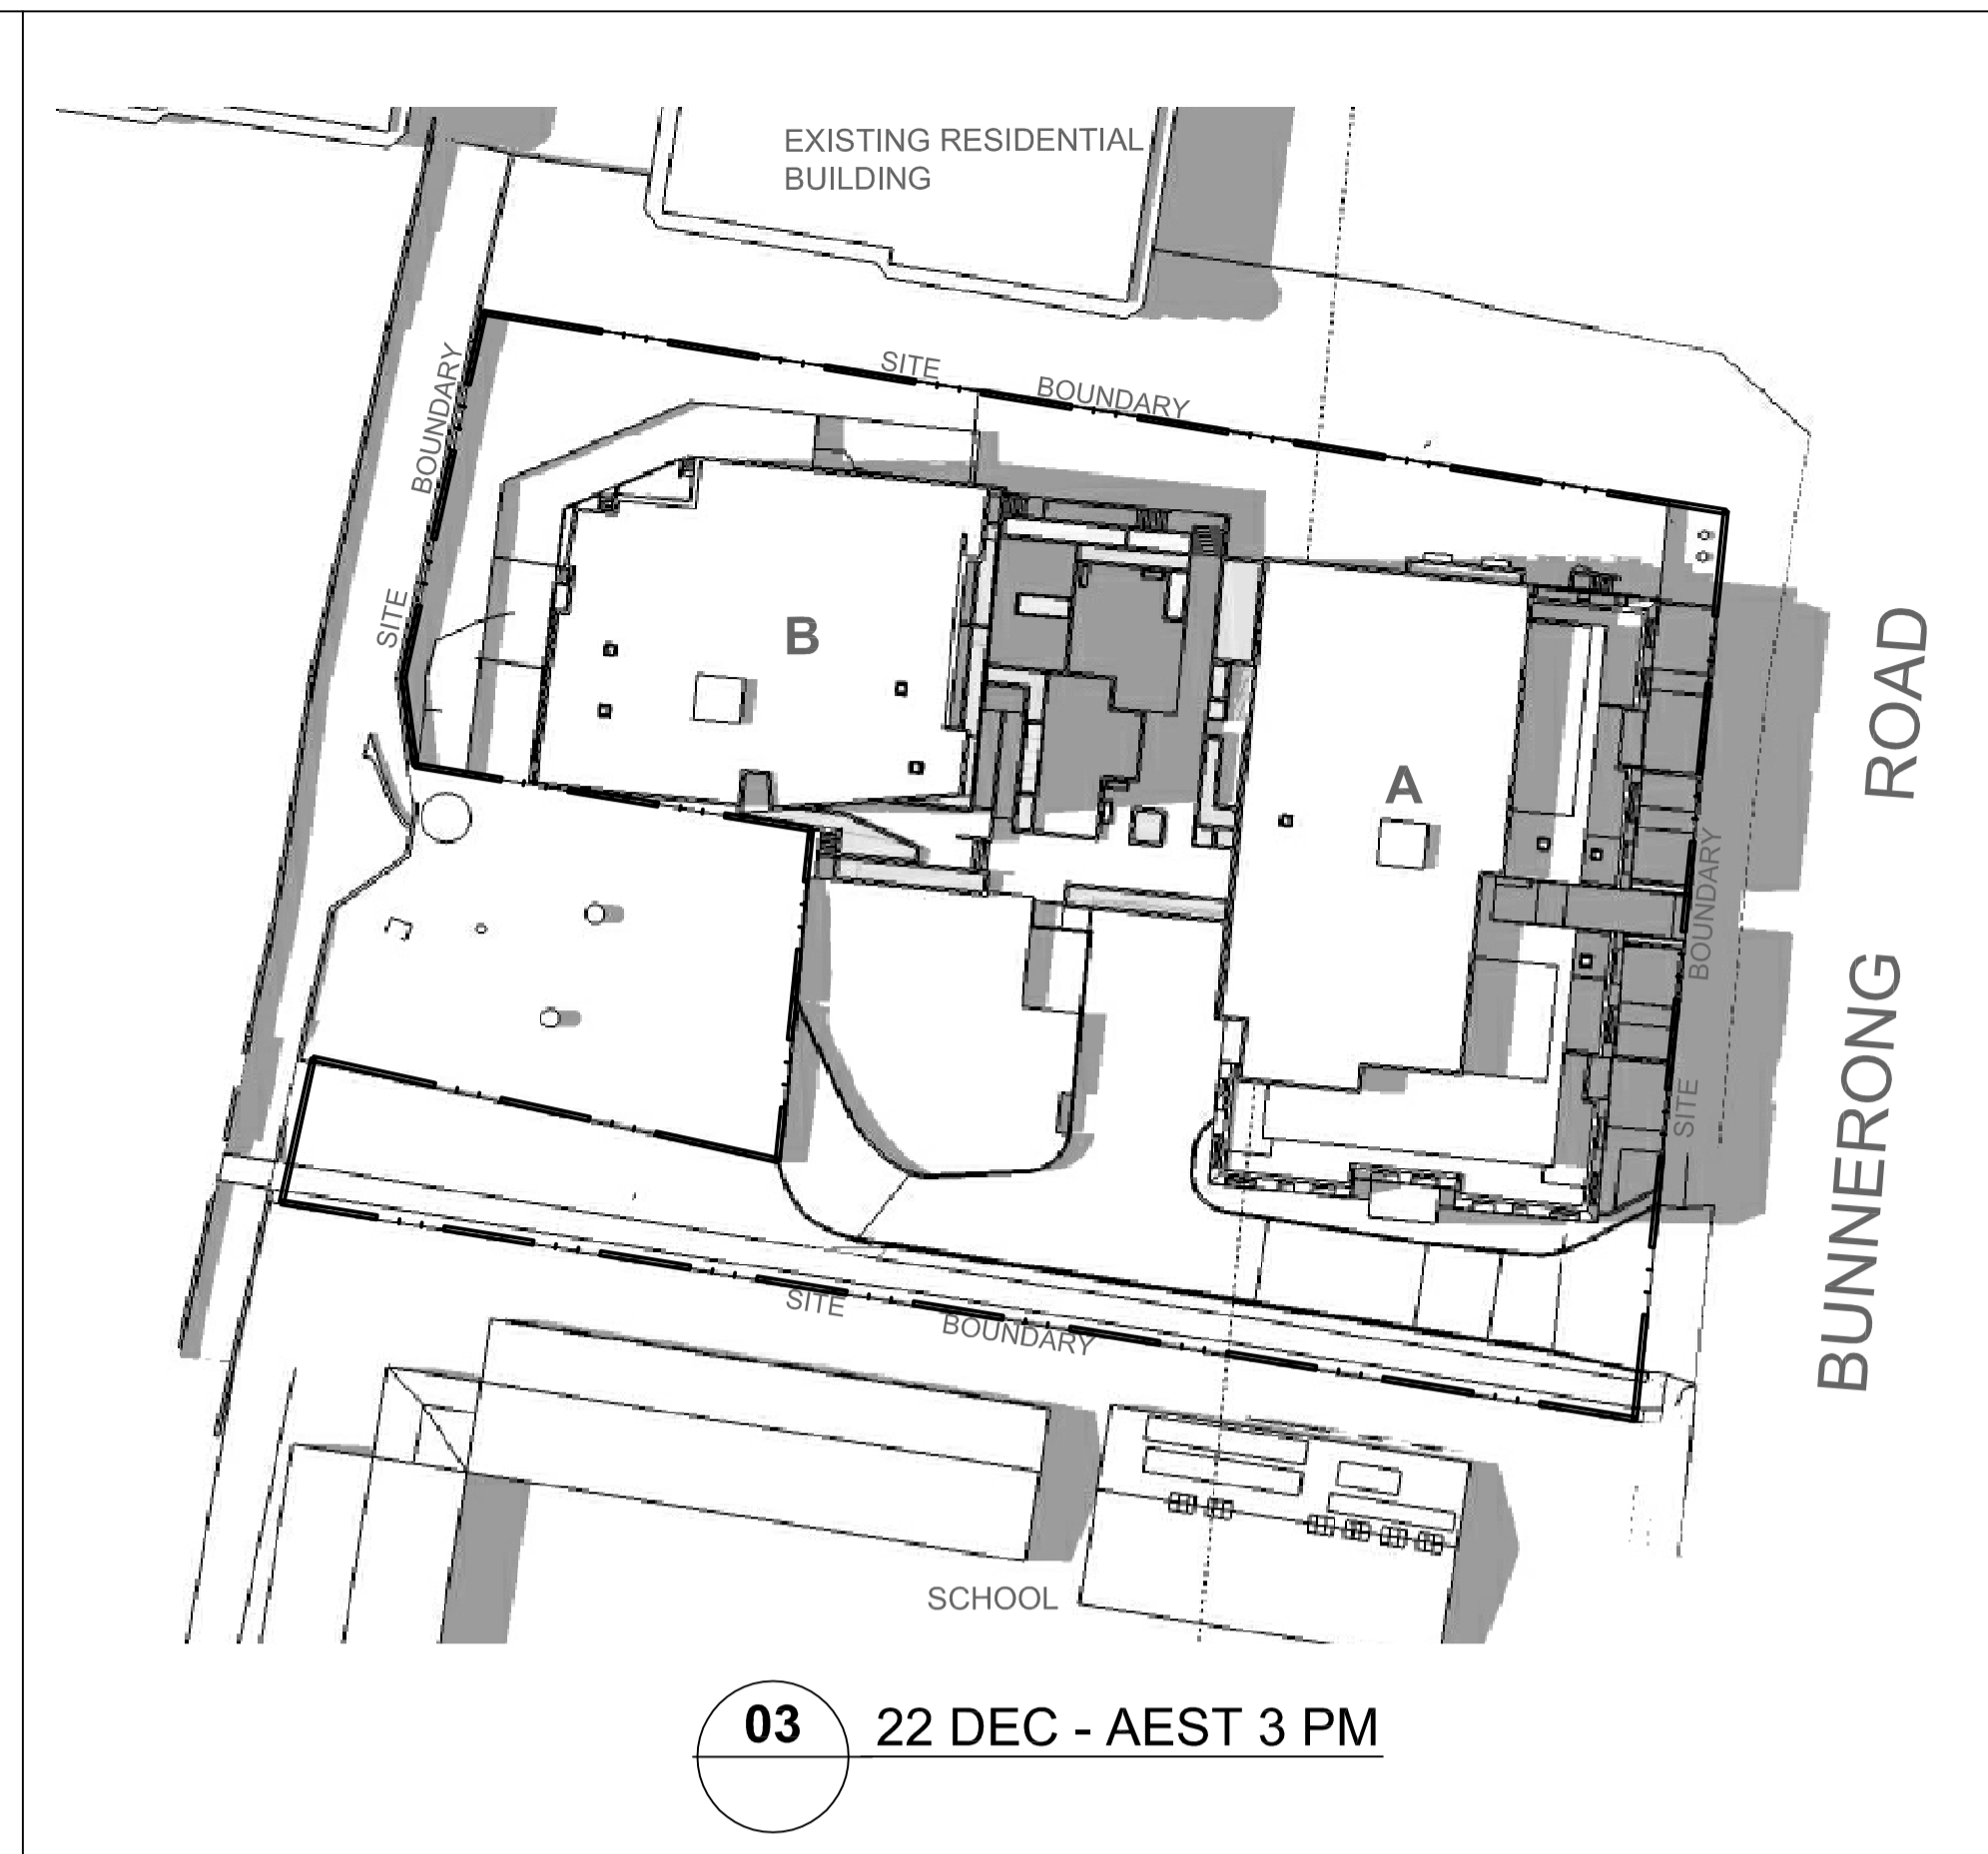 EXISTING RESIDENTIAL
BUILDING
SITE
BOUNDARY
SITE
BOUNDARY
B
A
BUNNERONG ROAD
SITE
BOUNDARY
SITE
BOUNDARY
SCHOOL
03
22 DEC - AEST 3 PM